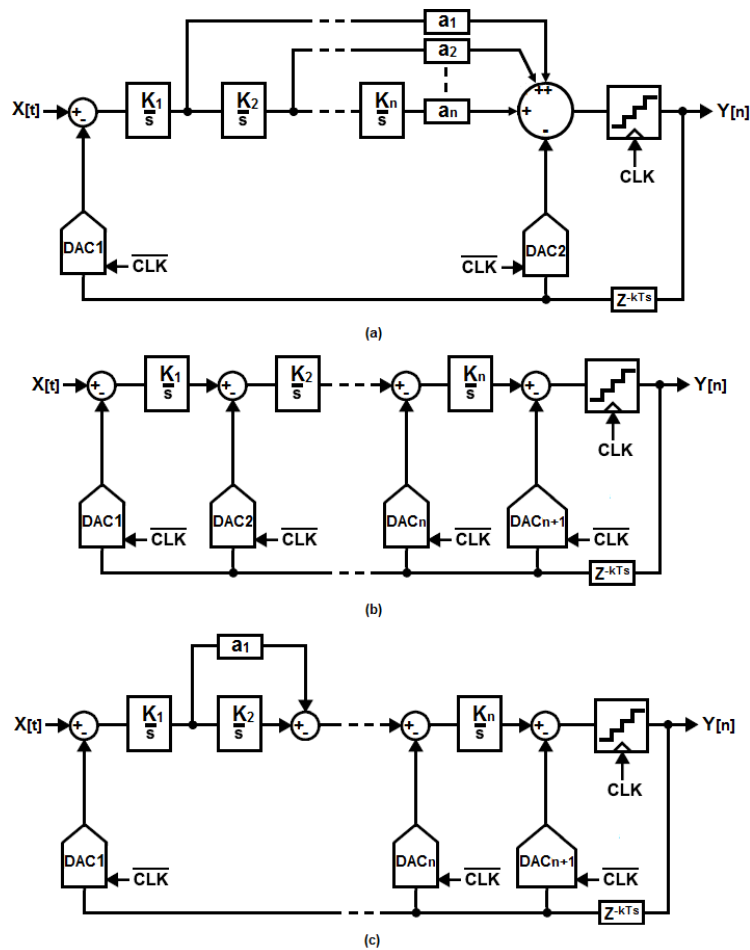 a1
a2
X[t] + - K1 s K2 s Kn s an + ++ - Y[n]
CLK
DAC1 CLK CLK DAC2
Z-kTs
(a)
X[t] + - K1 s + - K2 s + - Kn s + - Y[n]
CLK
DAC1 CLK DAC2 CLK DACn CLK DACn+1 CLK
Z-kTs
(b)
a1
X[t] + - K1 s K2 s + - + - Kn s + - Y[n]
CLK
DAC1 CLK DACn CLK DACn+1 CLK
Z-kTs
(c)